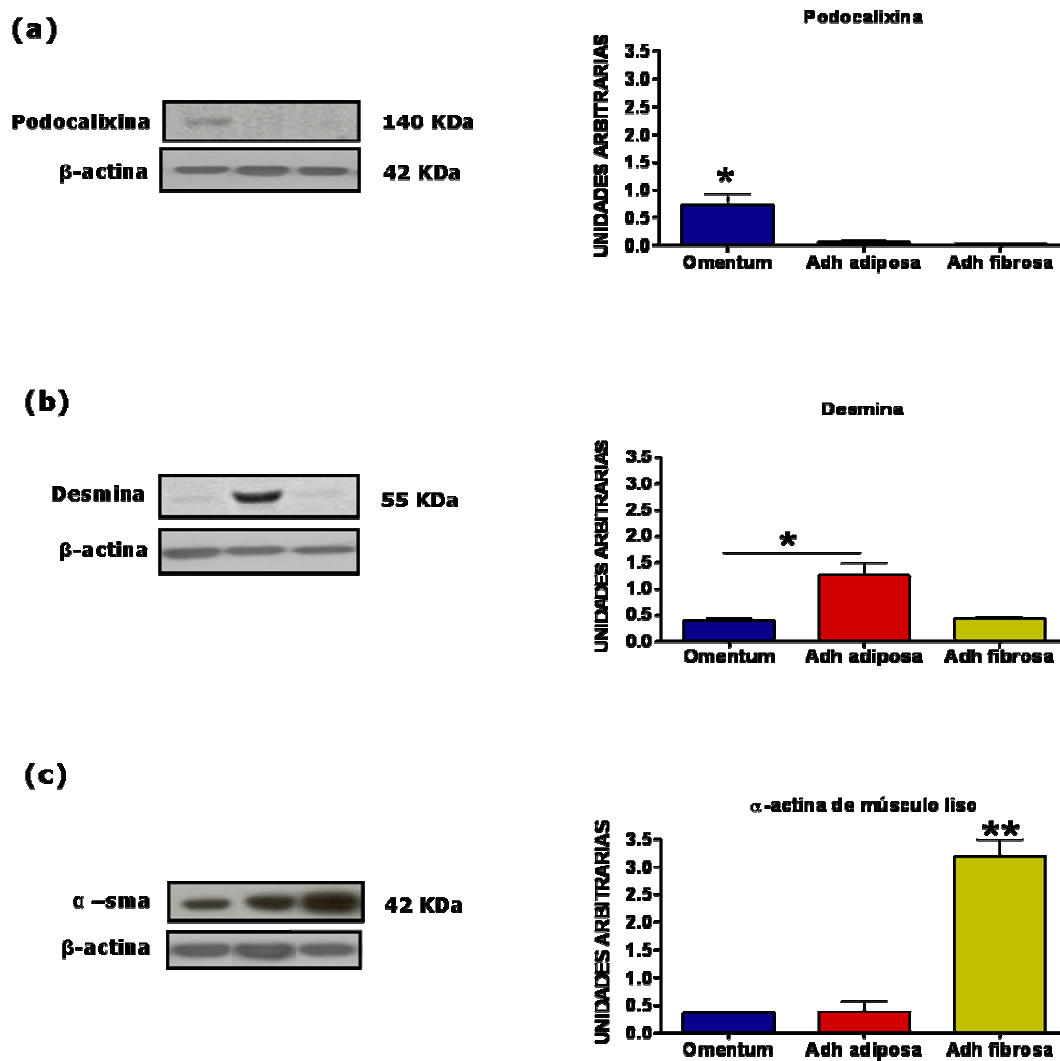 (a)
Podocalixina
140 KDa
β-actina
42 KDa
Podocalixina
UNIDADES ARBITRARIAS
3.5
3.0
2.5
2.0
1.5
1.0
0.5
0.0
*
Omentum
Adh adiposa
Adh fibrosa
(b)
Desmina
55 KDa
β-actina
Desmina
UNIDADES ARBITRARIAS
3.5
3.0
2.5
2.0
1.5
1.0
0.5
0.0
*
Omentum
Adh adiposa
Adh fibrosa
(c)
α –sma
42 KDa
β-actina
α-actina de músculo liso
UNIDADES ARBITRARIAS
3.5
3.0
2.5
2.0
1.5
1.0
0.5
0.0
**
Omentum
Adh adiposa
Adh fibrosa